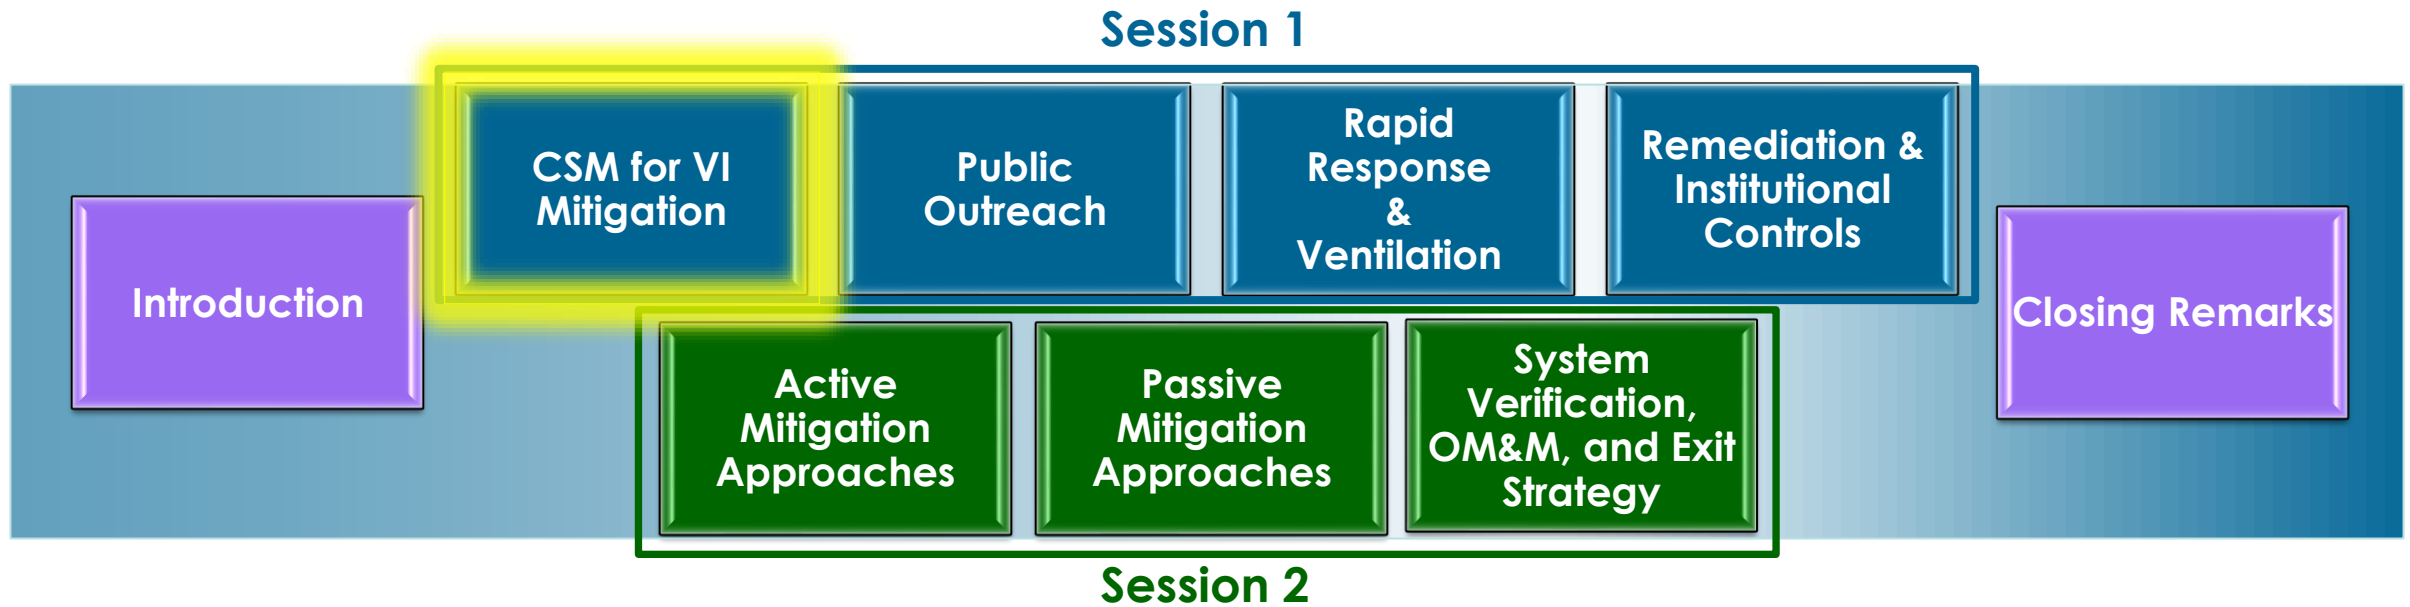 Session 1
Introduction
CSM for VI
Mitigation
Public
Outreach
Rapid
Response
&
Ventilation
Remediation &
Institutional
Controls
Active
Mitigation
Approaches
Passive
Mitigation
Approaches
System
Verification,
OM&M, and Exit
Strategy
Closing Remarks
Session 2